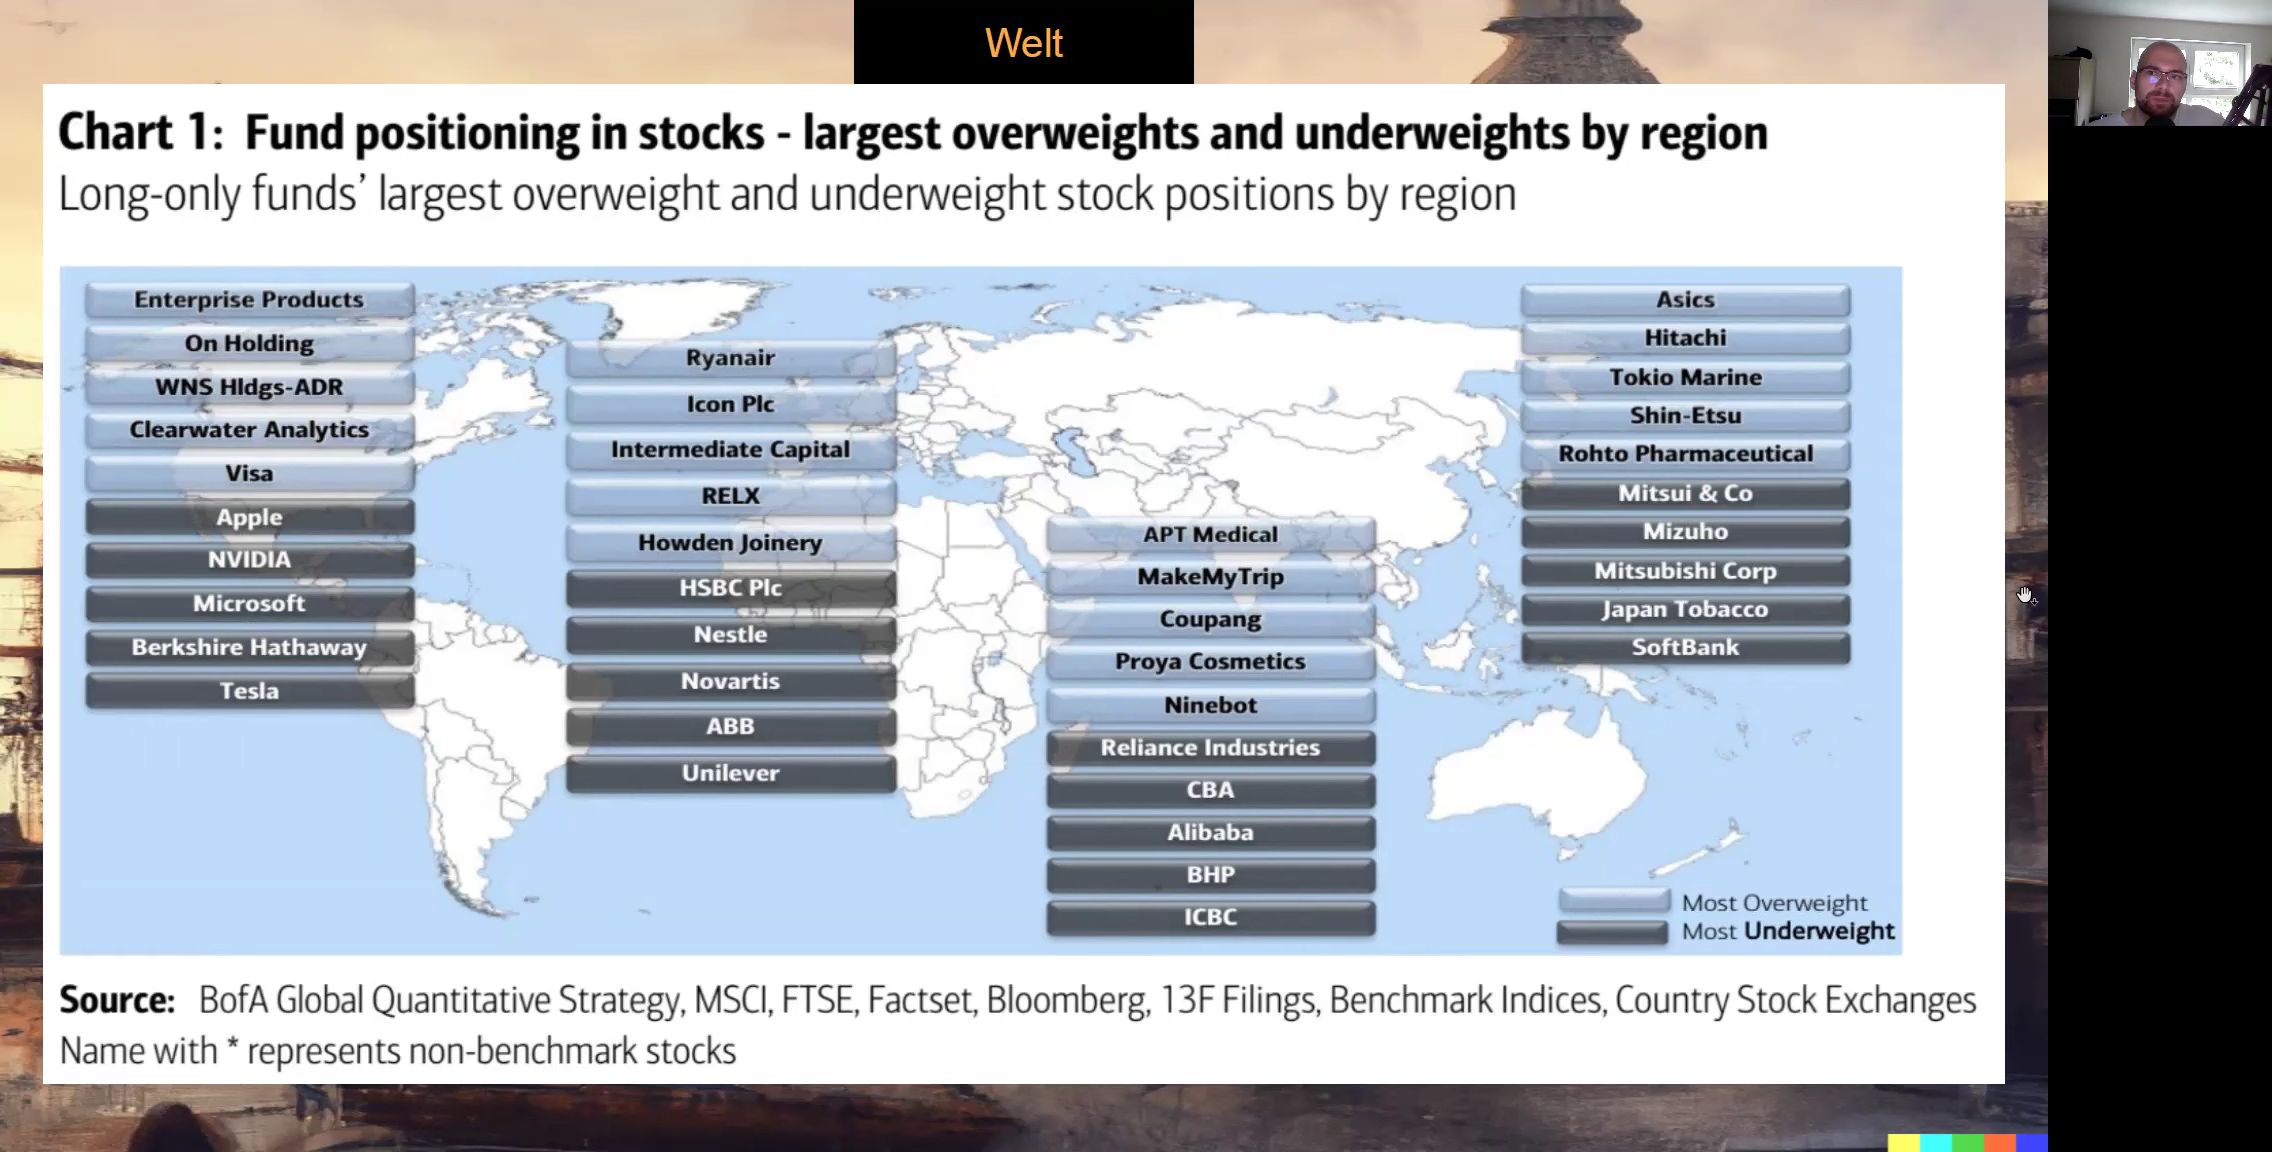 Welt
Chart 1: Fund positioning in stocks - largest overweights and underweights by region
Long-only funds' largest overweight and underweight stock positions by region
Enterprise Products
On Holding
WNS Hldgs-ADR
Clearwater Analytics
Visa
Apple
NVIDIA
Microsoft
Berkshire Hathaway
Tesla
Ryanair
Icon Plc
Intermediate Capital
RELX
Howden Joinery
HSBC Plc
Nestle
Novartis
ABB
Unilever
APT Medical
MakeMyTrip
Coupang
Proya Cosmetics
Ninebot
Reliance Industries
CBA
Alibaba
BHP
ICBC
Asics
Hitachi
Tokio Marine
Shin-Etsu
Rohto Pharmaceutical
Mitsui & Co
Mizuho
Mitsubishi Corp
Japan Tobacco
SoftBank
Most Overweight
Most Underweight
Source: BofA Global Quantitative Strategy, MSCI, FTSE, Factset, Bloomberg, 13F Filings, Benchmark Indices, Country Stock Exchanges
Name with * represents non-benchmark stocks